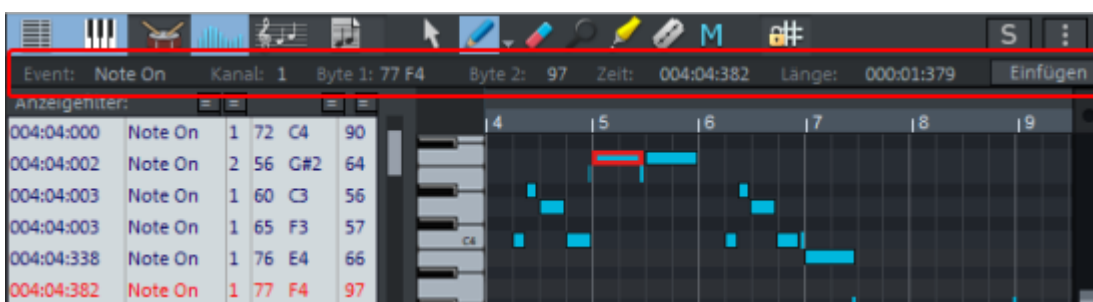 M S
Event: Note On Kanal: 1 Byte 1: 77 F4 Byte 2: 97 Zeit: 004:04:382 Länge: 000:01:379 Einfügen
Anzeigefilter: = = = =
4 5 6 7 8 9
004:04:000 Note On 1 72 C4 90
004:04:002 Note On 2 56 G#2 64
004:04:003 Note On 1 60 C3 56
004:04:003 Note On 1 65 F3 57
C4
004:04:338 Note On 1 76 E4 66
004:04:382 Note On 1 77 F4 97